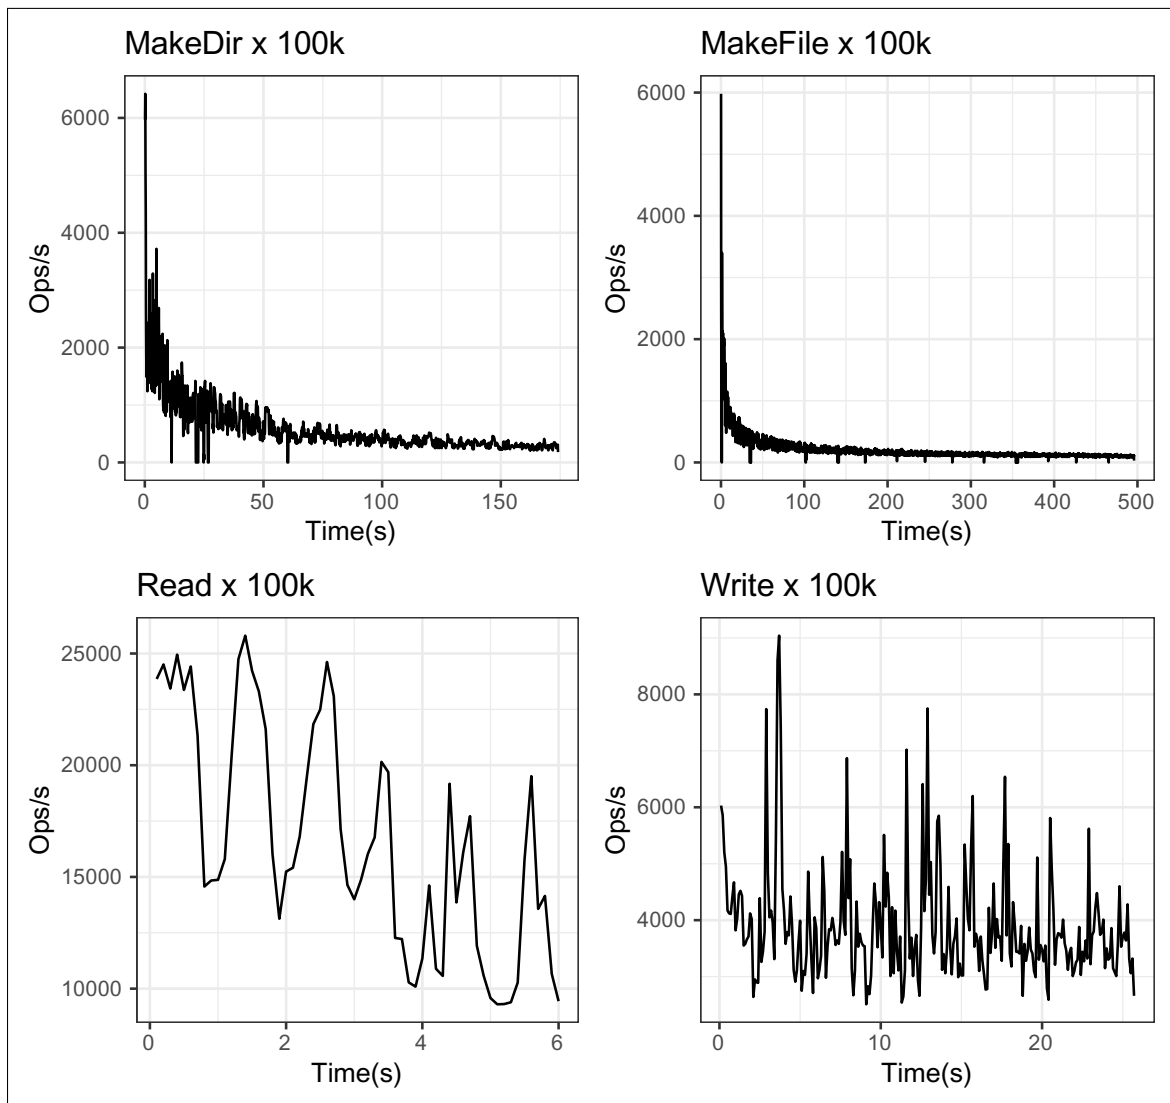 MakeDir x 100k
6000
4000
2000
0
Ops/s
0 50 100 150
Time(s)
MakeFile x 100k
6000
4000
2000
0
Ops/s
0 100 200 300 400 500
Time(s)
Read x 100k
25000
20000
15000
10000
Ops/s
0 2 4 6
Time(s)
Write x 100k
8000
6000
4000
Ops/s
0 10 20
Time(s)